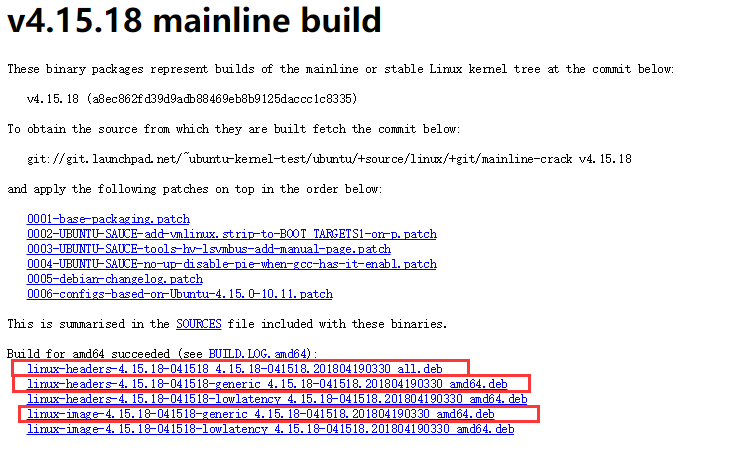 v4.15.18 mainline build
These binary packages represent builds of the mainline or stable Linux kernel tree at the commit below:
v4.15.18 (a8ec862fd39d9adb88469eb8b9125daccc1c8335)
To obtain the source from which they are built fetch the commit below:
git://git.launchpad.net/~ubuntu-kernel-test/ubuntu/+source/linux/+git/mainline-crack v4.15.18
and apply the following patches on top in the order below:
0001-base-packaging.patch
0002-UBUNTU-SAUCE-add-vmlinux.strip-to-BOOT_TARGETS1-on-p.patch
0003-UBUNTU-SAUCE-tools-hv-lsvmbus-add-manual-page.patch
0004-UBUNTU-SAUCE-no-up-disable-pie-when-gcc-has-it-enabl.patch
0005-debian-changelog.patch
0006-configs-based-on-Ubuntu-4.15.0-10.11.patch
This is summarised in the SOURCES file included with these binaries.
Build for amd64 succeeded (see BUILD.LOG.amd64):
linux-headers-4.15.18-041518_4.15.18-041518.201804190330_all.deb
linux-headers-4.15.18-041518-generic_4.15.18-041518.201804190330_amd64.deb
linux-headers-4.15.18-041518-lowlatency_4.15.18-041518.201804190330_amd64.deb
linux-image-4.15.18-041518-generic_4.15.18-041518.201804190330_amd64.deb
linux-image-4.15.18-041518-lowlatency_4.15.18-041518.201804190330_amd64.deb